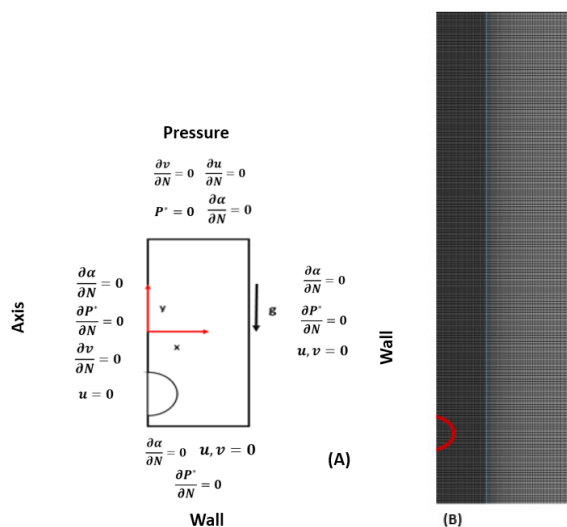 Pressure
∂v/∂N = 0 ∂u/∂N = 0
P* = 0 ∂α/∂N = 0
Axis
∂α/∂N = 0
∂P*/∂N = 0
∂v/∂N = 0
u = 0
y
x
g
∂α/∂N = 0
∂P*/∂N = 0
u, v = 0
Wall
∂α/∂N = 0 u, v = 0
∂P*/∂N = 0
Wall
(A)
(B)